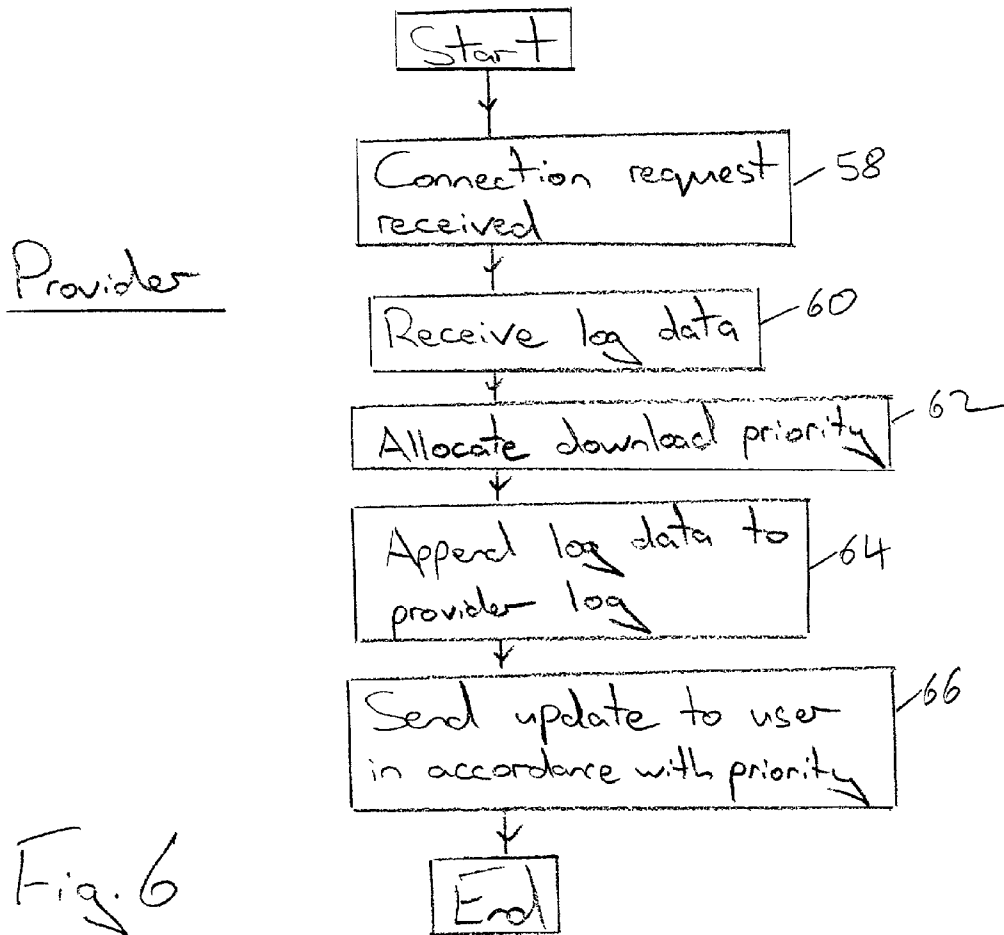 Start
Connection request
received
58
Provider
Receive log data
60
Allocate download priority
62
Append log data to
provider log
64
Send update to user
in accordance with priority
66
Fig. 6
End